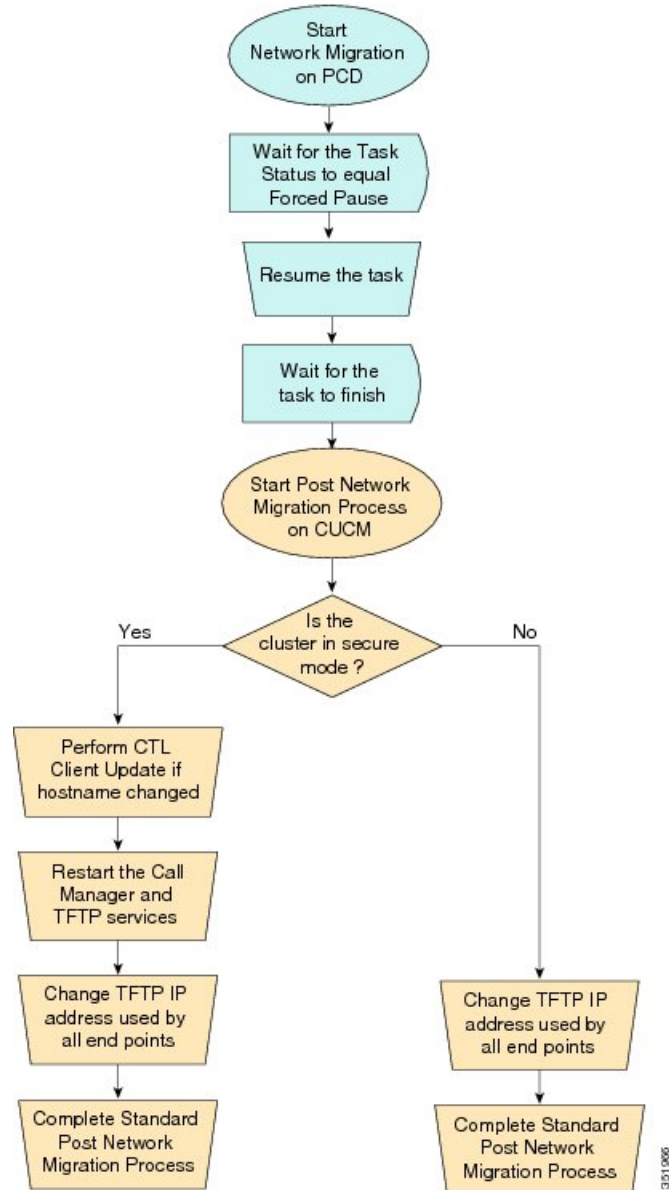 Start
Network Migration
on PCD
Wait for the Task
Status to equal
Forced Pause
Resume the task
Wait for the
task to finish
Start Post Network
Migration Process
on CUCM
Is the
cluster in secure
mode ?
Yes
No
Perform CTL
Client Update if
hostname changed
Restart the Call
Manager and
TFTP services
Change TFTP IP
address used by
all end points
Complete Standard
Post Network
Migration Process
Change TFTP IP
address used by
all end points
Complete Standard
Post Network
Migration Process
351966